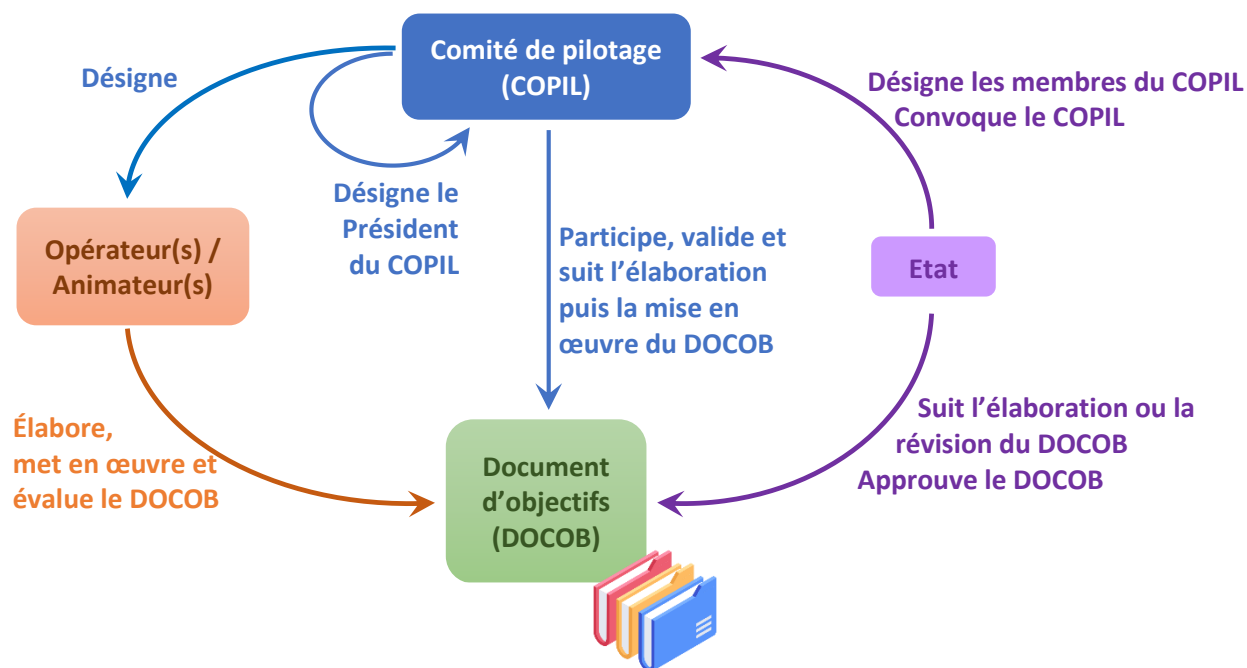 Comité de pilotage
(COPIL)
Désigne
Désigne les membres du COPIL
Convoque le COPIL
Désigne le
Président
du COPIL
Opérateur(s) /
Animateur(s)
Participe, valide et
suit l’élaboration
puis la mise en
œuvre du DOCOB
Etat
Élabore,
met en œuvre et
évalue le DOCOB
Suit l’élaboration ou la
révision du DOCOB
Approuve le DOCOB
Document
d’objectifs
(DOCOB)